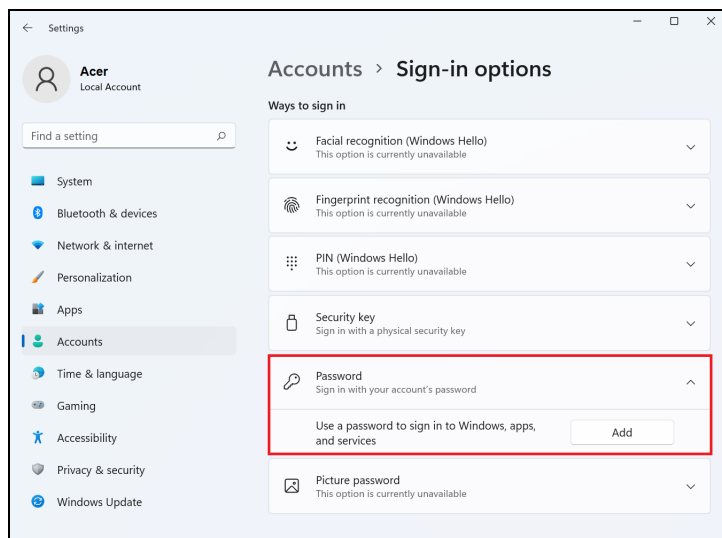 Settings
Acer
Local Account
Find a setting
System
Bluetooth & devices
Network & internet
Personalization
Apps
Accounts
Time & language
Gaming
Accessibility
Privacy & security
Windows Update
Accounts > Sign-in options
Ways to sign in
Facial recognition (Windows Hello)
This option is currently unavailable
Fingerprint recognition (Windows Hello)
This option is currently unavailable
PIN (Windows Hello)
This option is currently unavailable
Security key
Sign in with a physical security key
Password
Sign in with your account's password
Use a password to sign in to Windows, apps,
and services
Add
Picture password
This option is currently unavailable